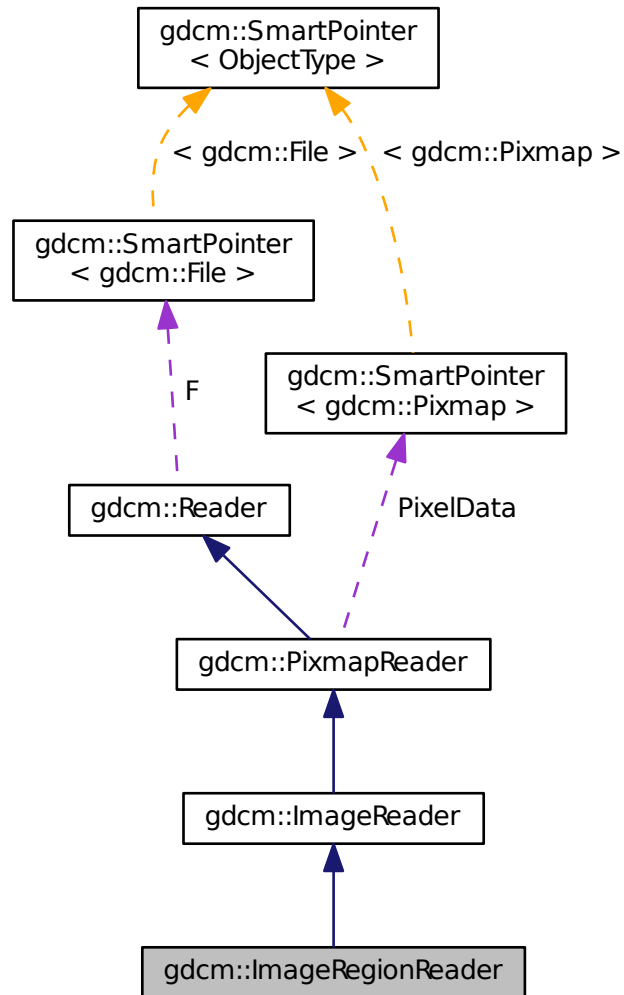 gdcm::SmartPointer
< ObjectType >
< gdcm::File >
< gdcm::Pixmap >
gdcm::SmartPointer
< gdcm::File >
gdcm::SmartPointer
< gdcm::Pixmap >
F
gdcm::Reader
PixelData
gdcm::PixmapReader
gdcm::ImageReader
gdcm::ImageRegionReader